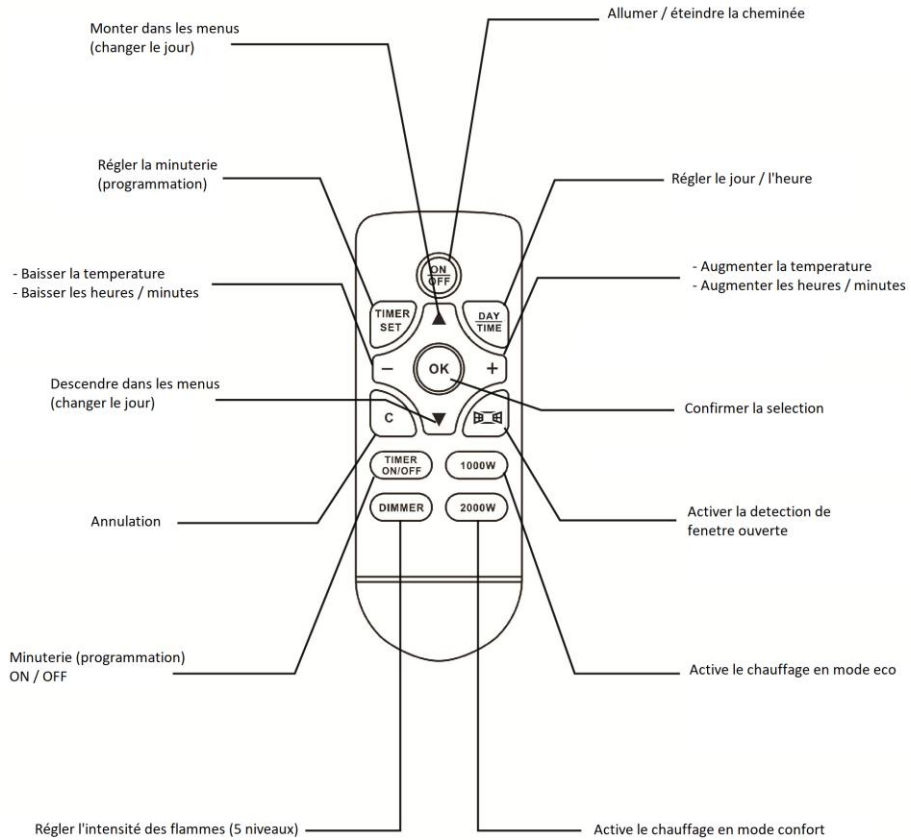 Allumer / éteindre la cheminée
Monter dans les menus
(changer le jour)
Régler la minuterie
(programmation)
Régler le jour / l'heure
- Baisser la temperature
- Baisser les heures / minutes
- Augmenter la temperature
- Augmenter les heures / minutes
ON
OFF
TIMER
SET
DAY
TIME
-
OK
+
Descendre dans les menus
(changer le jour)
Confirmer la selection
C
TIMER
ON/OFF
1000W
DIMMER
2000W
Annulation
Activer la detection de
fenetre ouverte
Minuterie (programmation)
ON / OFF
Active le chauffage en mode eco
Régler l'intensité des flammes (5 niveaux)
Active le chauffage en mode confort